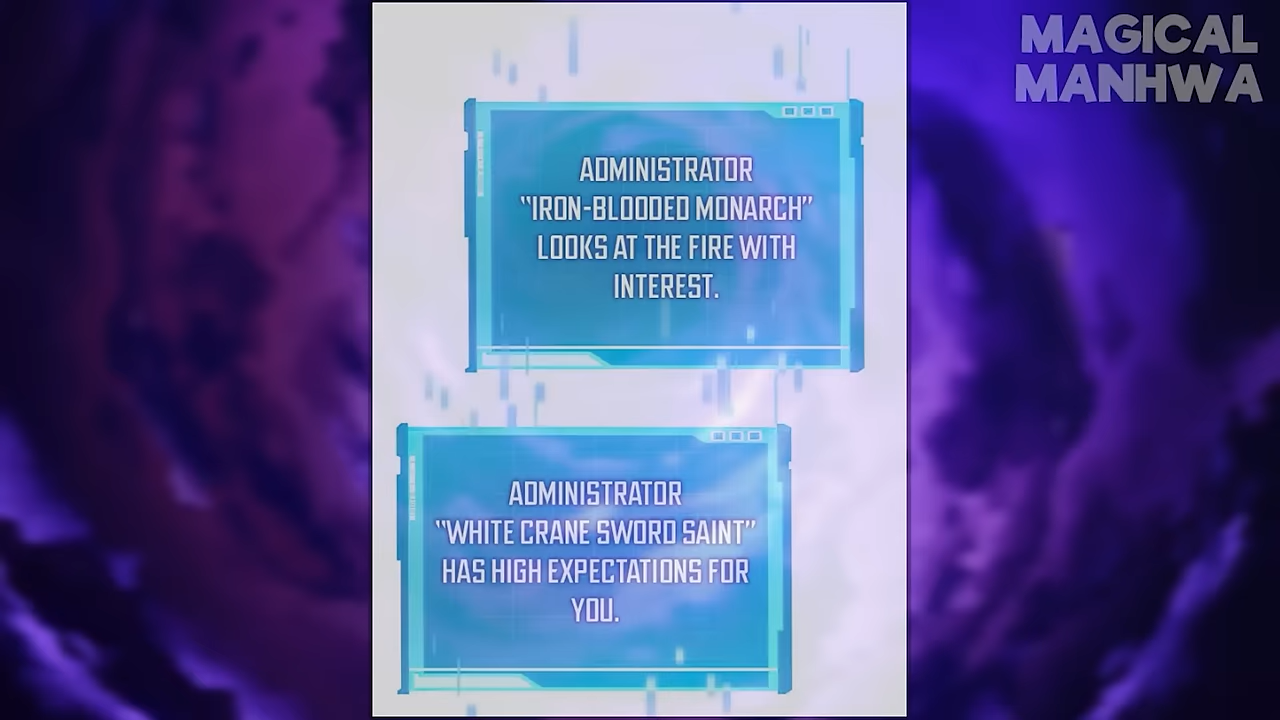 MAGICAL
MANHWA
ADMINISTRATOR
“IRON-BLOODED MONARCH”
LOOKS AT THE FIRE WITH
INTEREST.
ADMINISTRATOR
“WHITE CRANE SWORD SAINT”
HAS HIGH EXPECTATIONS FOR
YOU.